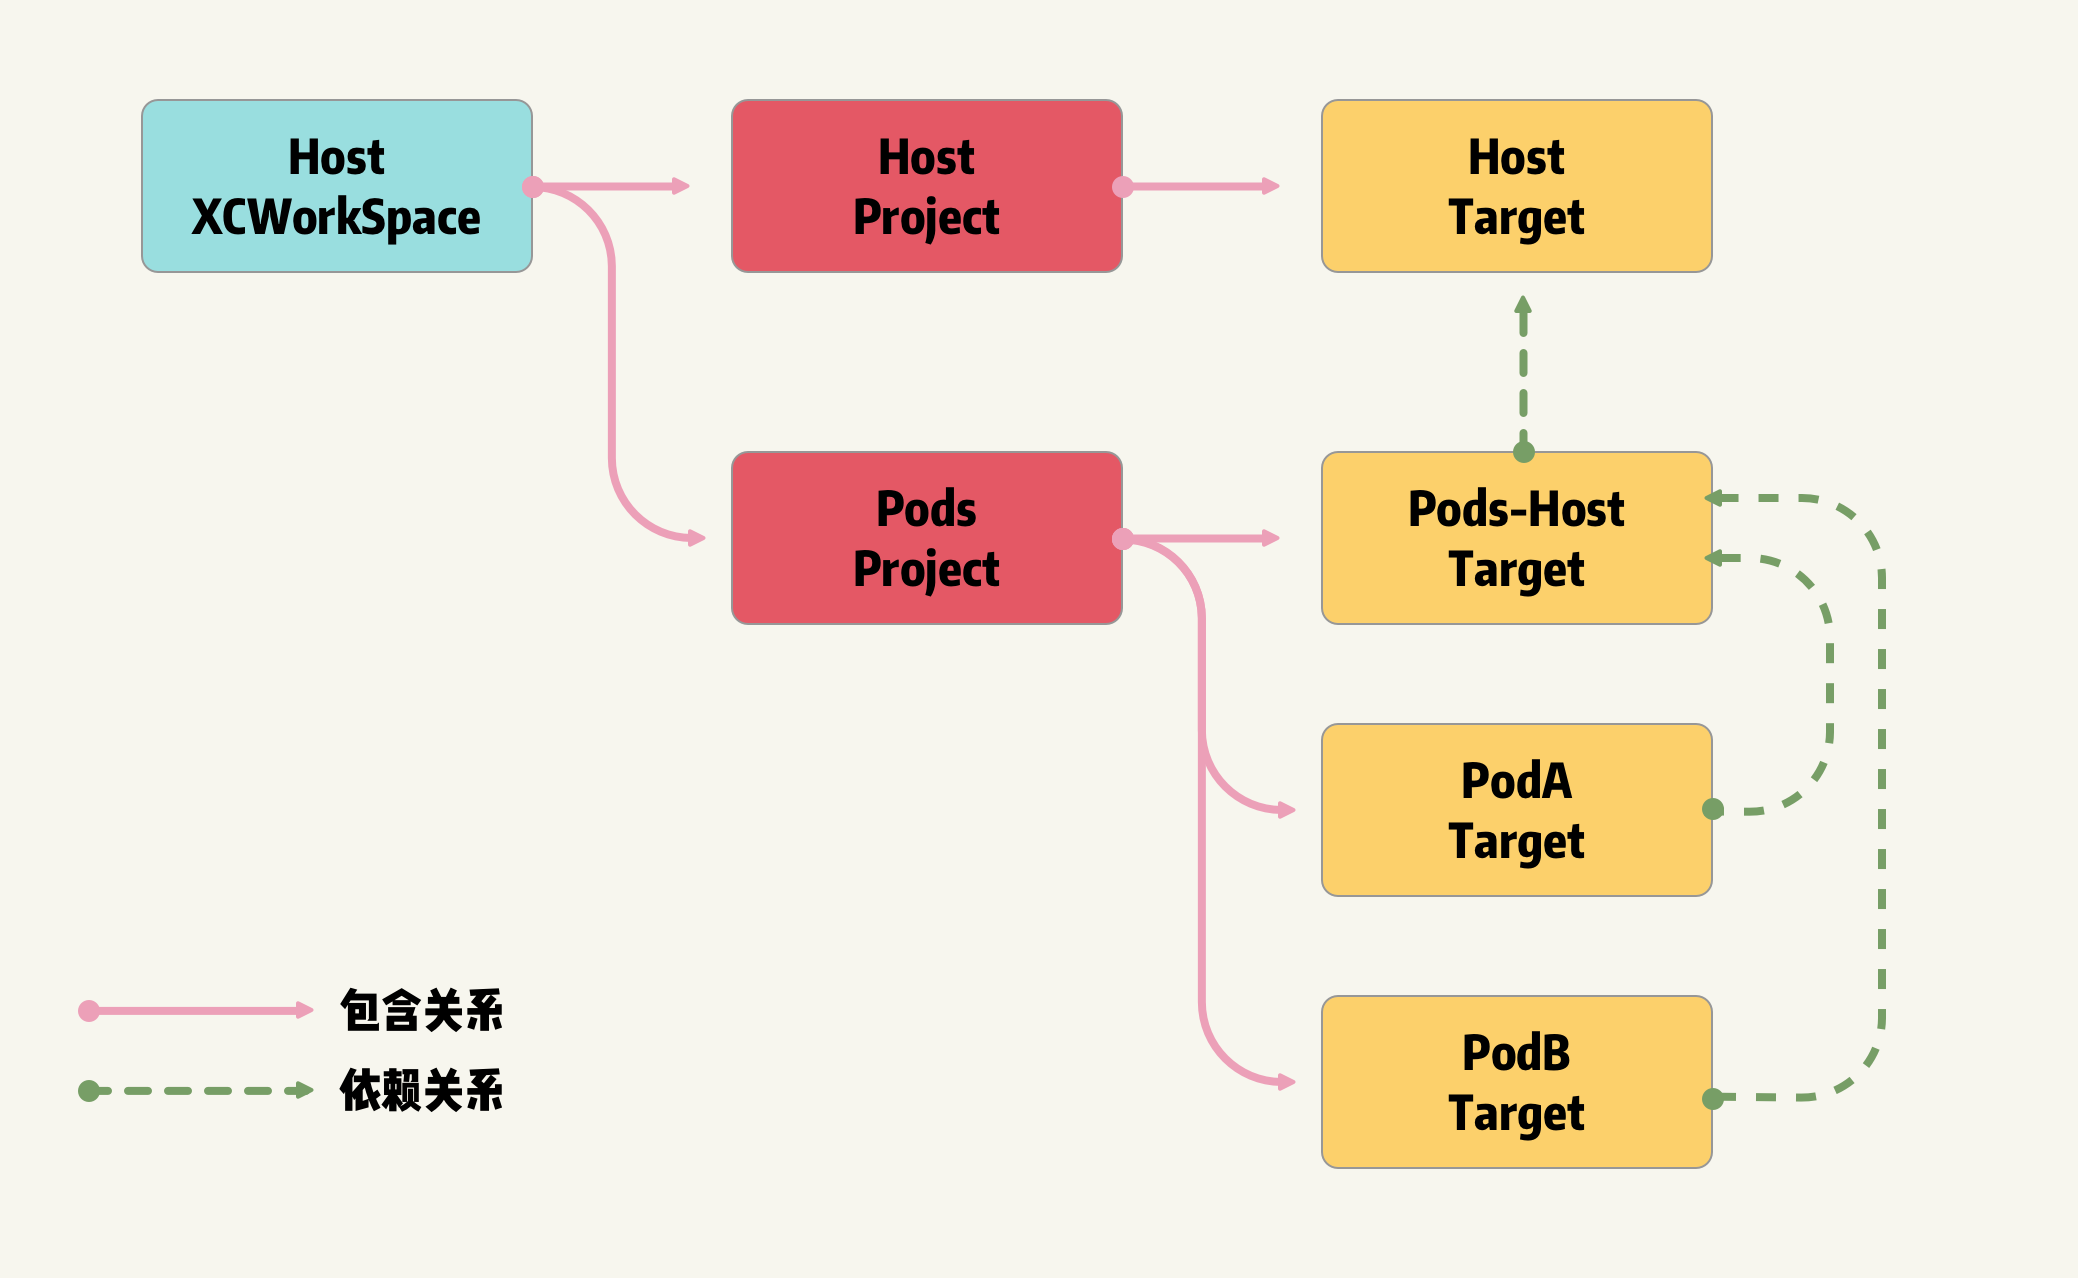 Host
XCWorkSpace
Host
Project
Host
Target
Pods
Project
Pods-Host
Target
PodA
Target
PodB
Target
包含关系
依赖关系